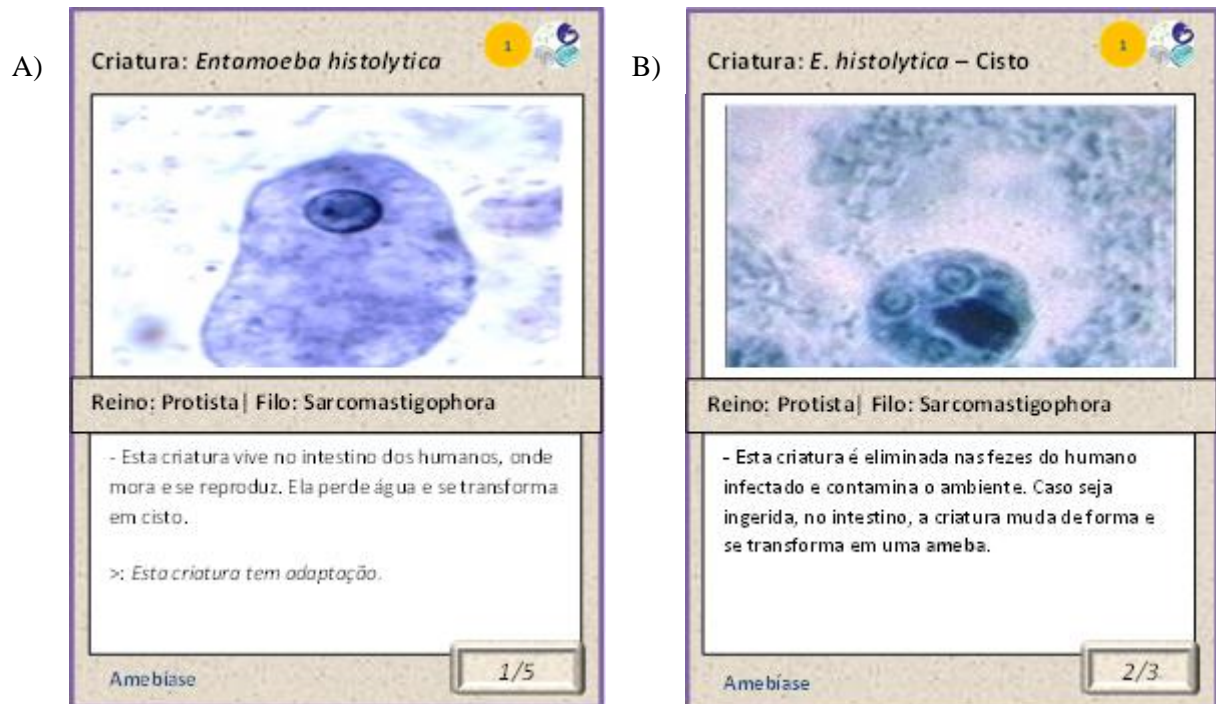 A)
Criatura: Entamoeba histolytica
1
Reino: Protista| Filo: Sarcomastigophora
- Esta criatura vive no intestino dos humanos, onde
mora e se reproduz. Ela perde água e se transforma
em cisto.
>: Esta criatura tem adaptação.
Amebíase
1/5
B)
Criatura: E. histolytica – Cisto
1
Reino: Protista| Filo: Sarcomastigophora
- Esta criatura é eliminada nas fezes do humano
infectado e contamina o ambiente. Caso seja
ingerida, no intestino, a criatura muda de forma e
se transforma em uma ameba.
Amebíase
2/3